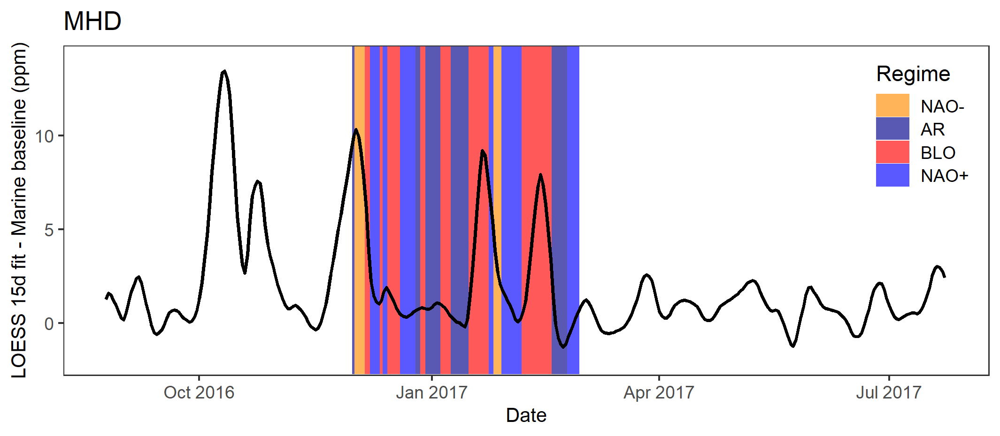 MHD
LOESS 15d fit - Marine baseline (ppm)
10
5
0
Regime
NAO-
AR
BLO
NAO+
Oct 2016
Jan 2017
Apr 2017
Jul 2017
Date